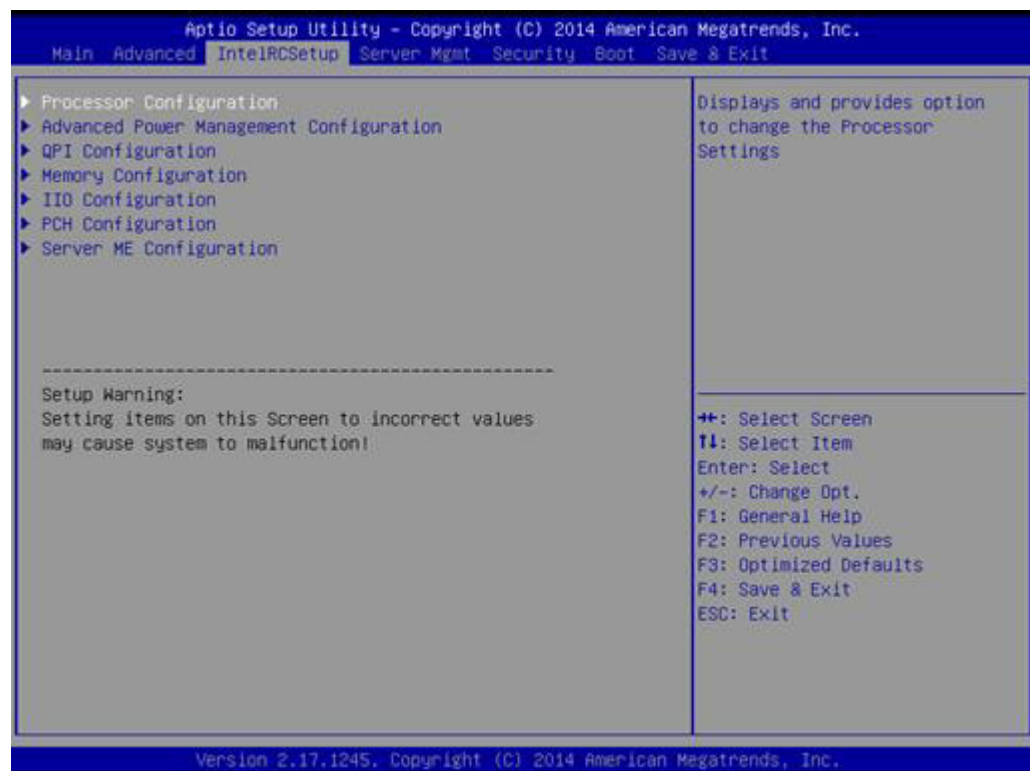 Aptio Setup Utility - Copyright (C) 2014 American Megatrends, Inc.
Main Advanced IntelRCSetup Server Mgmt Security Boot Save & Exit
Processor Configuration
Advanced Power Management Configuration
QPI Configuration
Memory Configuration
IIO Configuration
PCH Configuration
Server ME Configuration
--------------------------------------------------
Setup Warning:
Setting items on this Screen to incorrect values
may cause system to malfunction!
Displays and provides option
to change the Processor
Settings
→←: Select Screen
↑↓: Select Item
Enter: Select
+/-: Change Opt.
F1: General Help
F2: Previous Values
F3: Optimized Defaults
F4: Save & Exit
ESC: Exit
Version 2.17.1245. Copyright (C) 2014 American Megatrends, Inc.